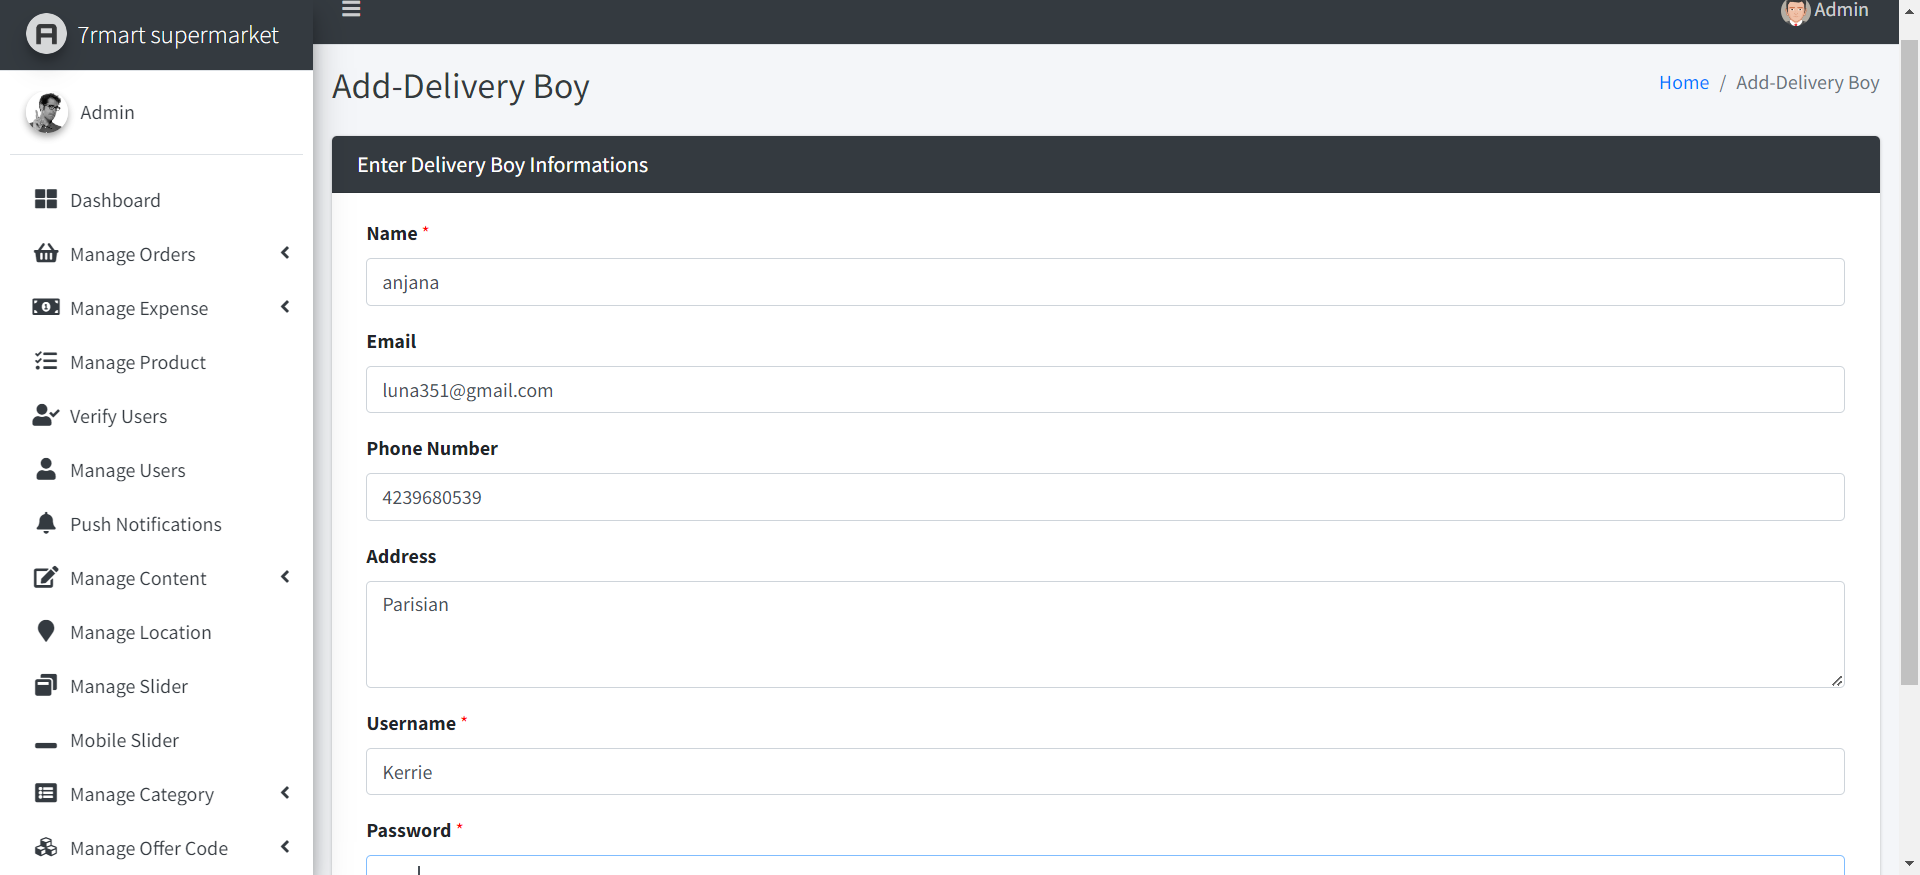 7rmart supermarket
Admin
Admin
Dashboard
Manage Orders
Manage Expense
Manage Product
Verify Users
Manage Users
Push Notifications
Manage Content
Manage Location
Manage Slider
Mobile Slider
Manage Category
Manage Offer Code
Add-Delivery Boy
Home / Add-Delivery Boy
Enter Delivery Boy Informations
Name *
anjana
Email
luna351@gmail.com
Phone Number
4239680539
Address
Parisian
Username *
Kerrie
Password *